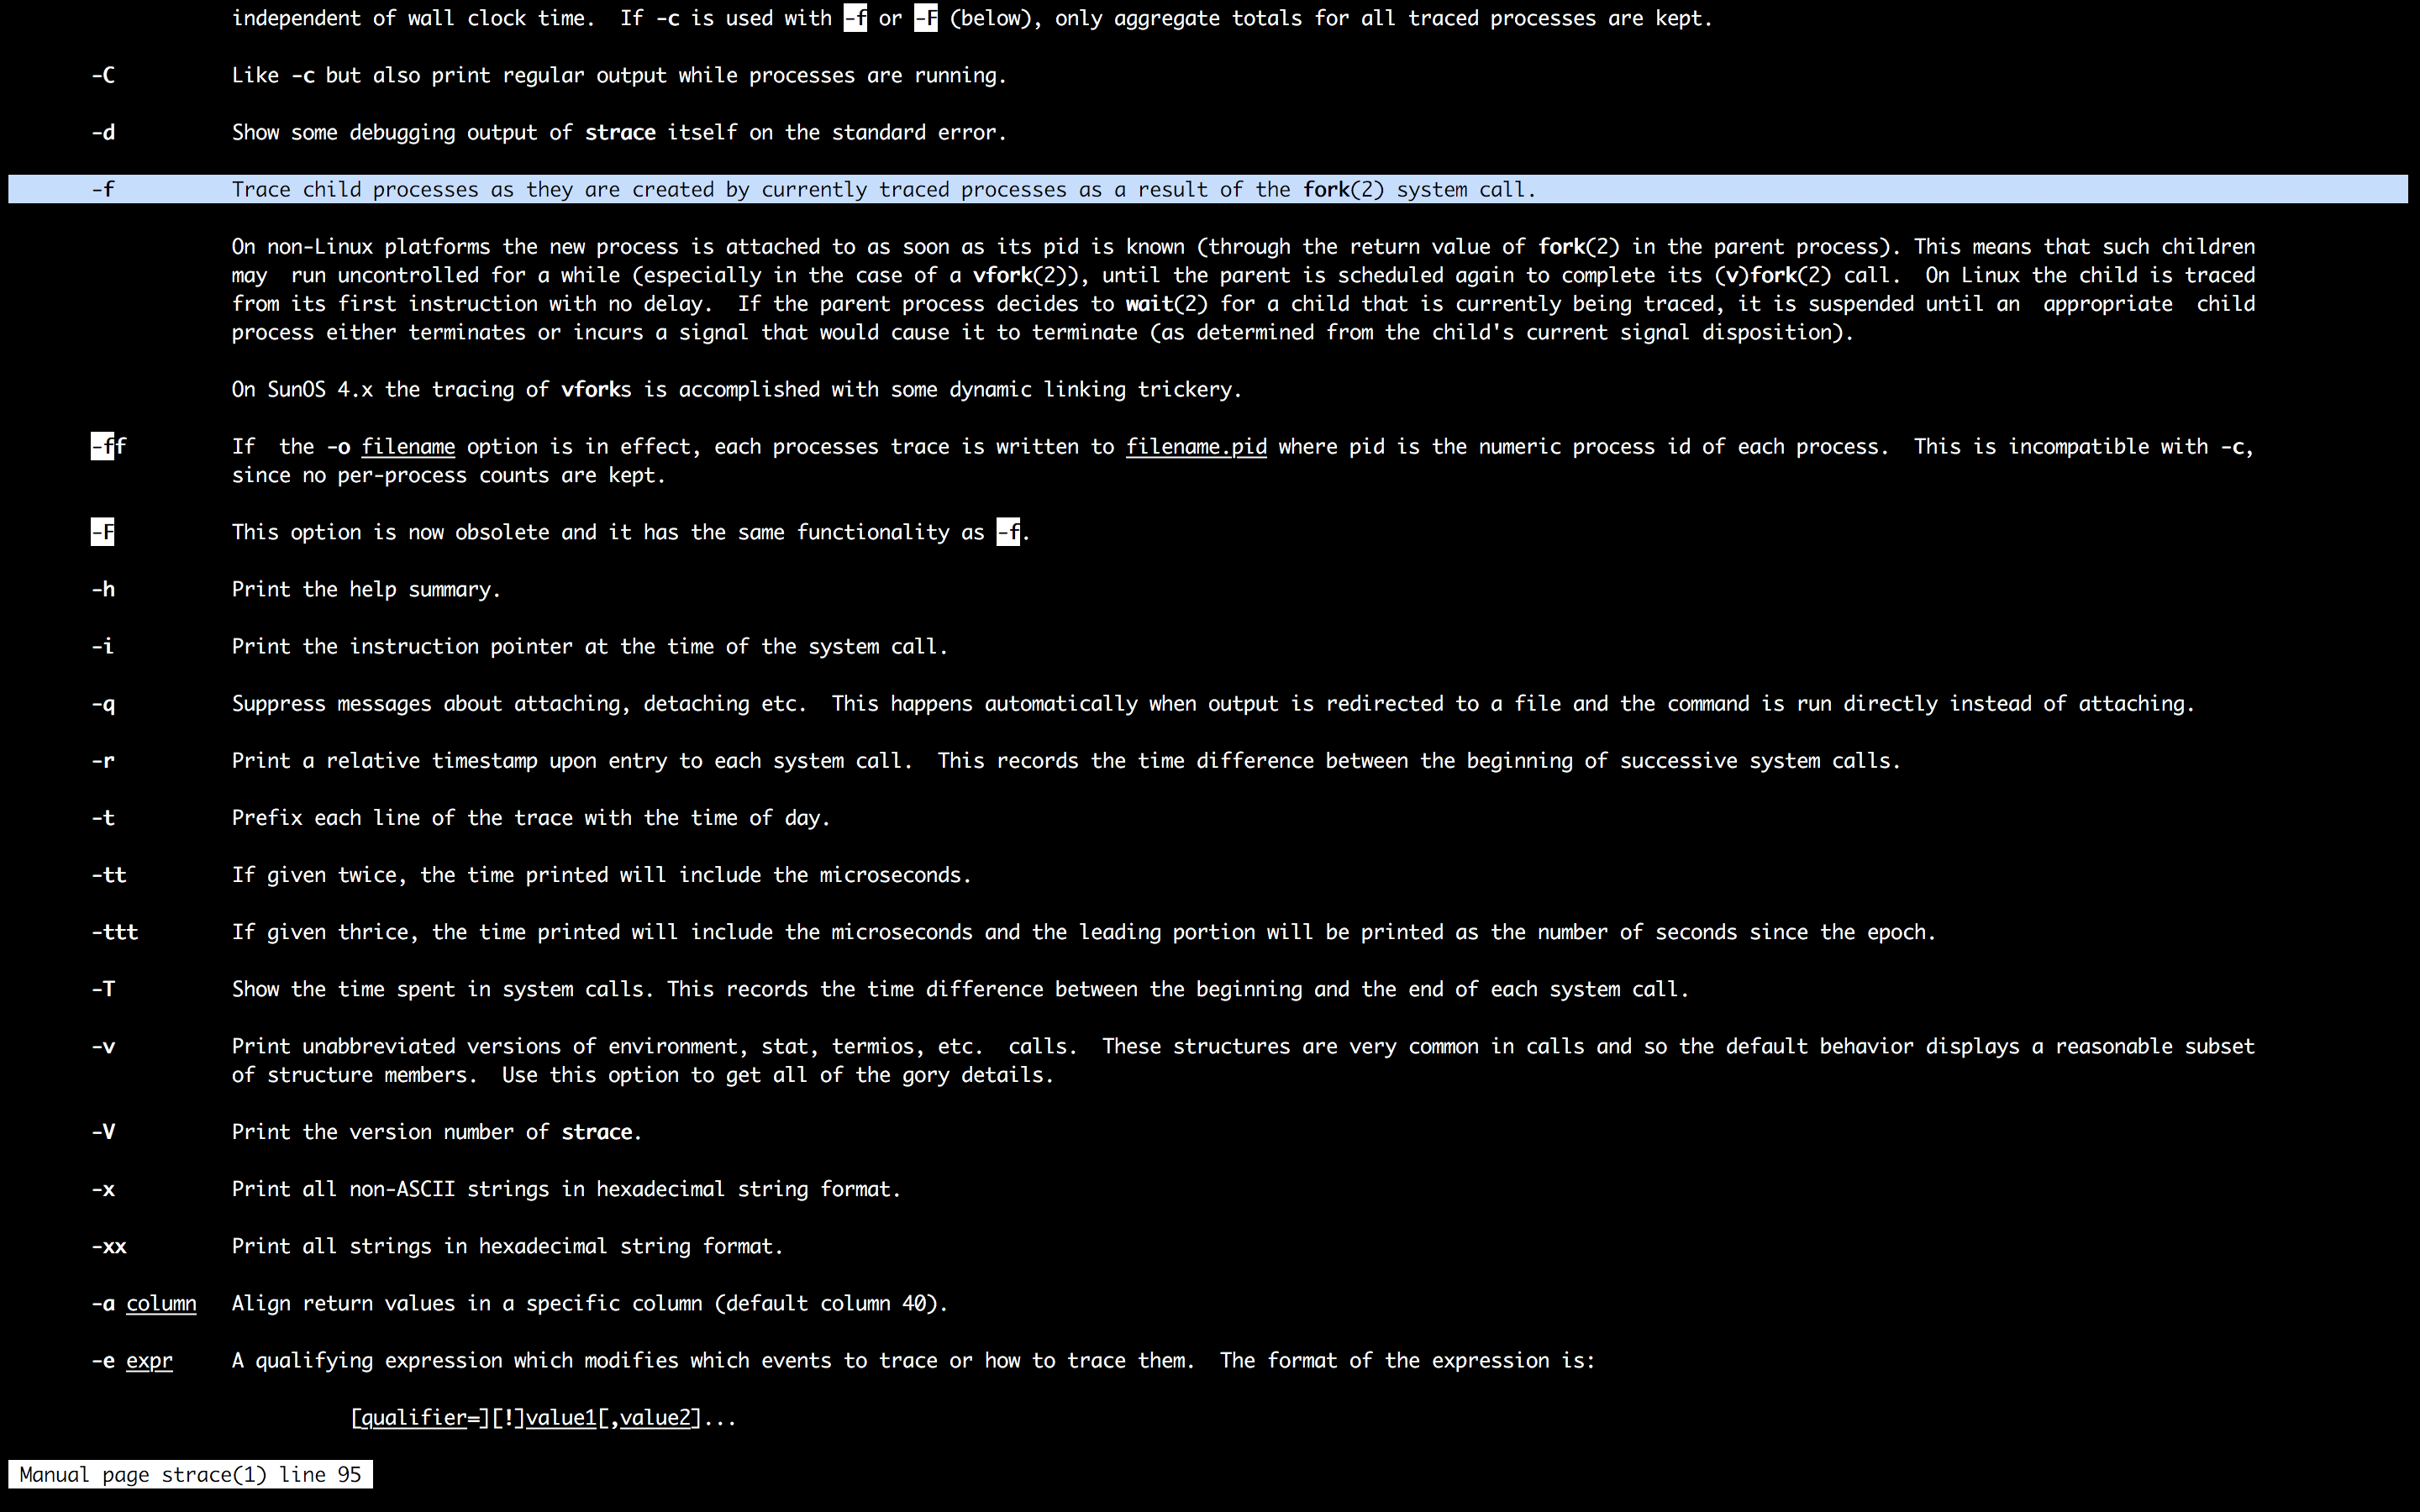 independent of wall clock time.  If -c is used with -f or -F (below), only aggregate totals for all traced processes are kept.
-C Like -c but also print regular output while processes are running.
-d Show some debugging output of strace itself on the standard error.
-f Trace child processes as they are created by currently traced processes as a result of the fork(2) system call.
On non-Linux platforms the new process is attached to as soon as its pid is known (through the return value of fork(2) in the parent process). This means that such children
may  run uncontrolled for a while (especially in the case of a vfork(2)), until the parent is scheduled again to complete its (v)fork(2) call.  On Linux the child is traced
from its first instruction with no delay.  If the parent process decides to wait(2) for a child that is currently being traced, it is suspended until an  appropriate  child
process either terminates or incurs a signal that would cause it to terminate (as determined from the child's current signal disposition).
On SunOS 4.x the tracing of vforks is accomplished with some dynamic linking trickery.
-ff If  the -o filename option is in effect, each processes trace is written to filename.pid where pid is the numeric process id of each process.  This is incompatible with -c,
since no per-process counts are kept.
-F This option is now obsolete and it has the same functionality as -f.
-h Print the help summary.
-i Print the instruction pointer at the time of the system call.
-q Suppress messages about attaching, detaching etc.  This happens automatically when output is redirected to a file and the command is run directly instead of attaching.
-r Print a relative timestamp upon entry to each system call.  This records the time difference between the beginning of successive system calls.
-t Prefix each line of the trace with the time of day.
-tt If given twice, the time printed will include the microseconds.
-ttt If given thrice, the time printed will include the microseconds and the leading portion will be printed as the number of seconds since the epoch.
-T Show the time spent in system calls. This records the time difference between the beginning and the end of each system call.
-v Print unabbreviated versions of environment, stat, termios, etc.  calls.  These structures are very common in calls and so the default behavior displays a reasonable subset
of structure members.  Use this option to get all of the gory details.
-V Print the version number of strace.
-x Print all non-ASCII strings in hexadecimal string format.
-xx Print all strings in hexadecimal string format.
-a column Align return values in a specific column (default column 40).
-e expr A qualifying expression which modifies which events to trace or how to trace them.  The format of the expression is:
[qualifier=][!]value1[,value2]...
Manual page strace(1) line 95